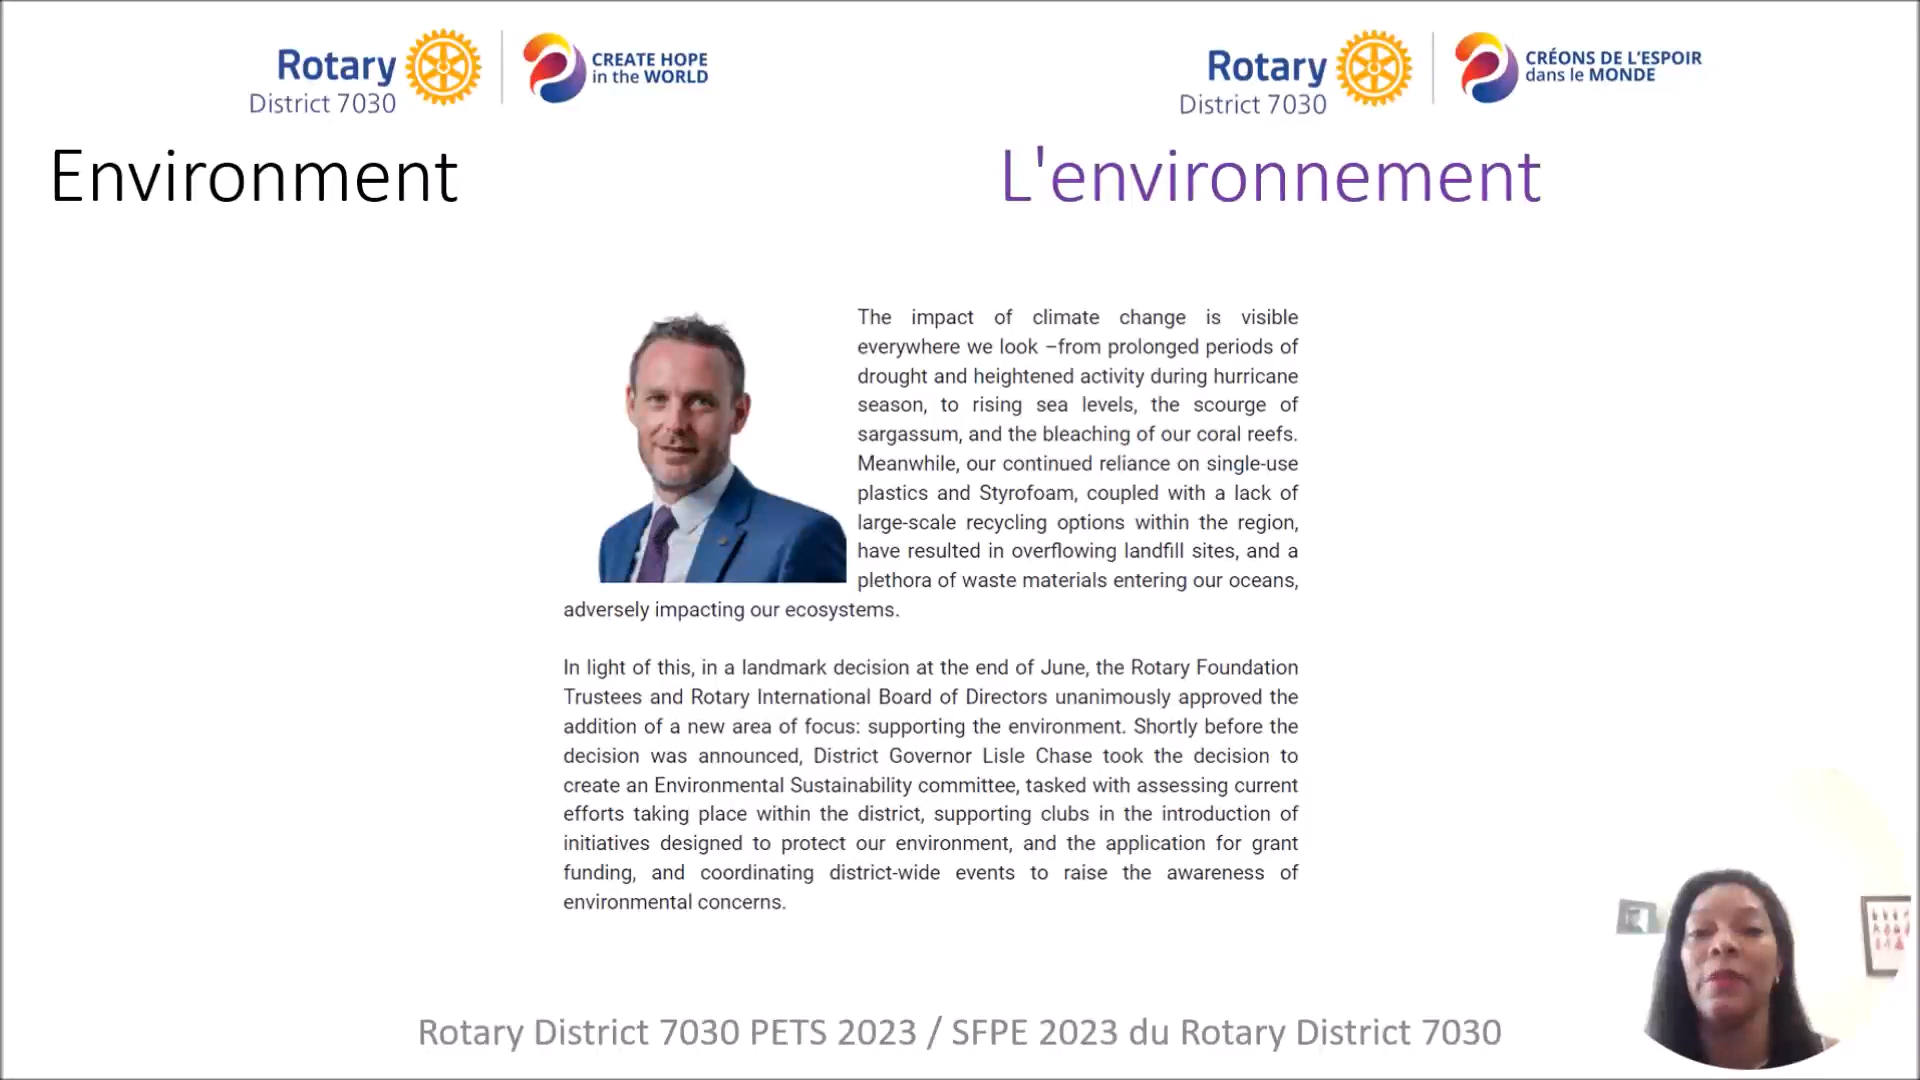 Rotary
District 7030
CREATE HOPE
in the WORLD
Rotary
District 7030
CRÉONS DE L'ESPOIR
dans le MONDE
Environment
L'environnement
The impact of climate change is visible
everywhere we look –from prolonged periods of
drought and heightened activity during hurricane
season, to rising sea levels, the scourge of
sargassum, and the bleaching of our coral reefs.
Meanwhile, our continued reliance on single-use
plastics and Styrofoam, coupled with a lack of
large-scale recycling options within the region,
have resulted in overflowing landfill sites, and a
plethora of waste materials entering our oceans,
adversely impacting our ecosystems.
In light of this, in a landmark decision at the end of June, the Rotary Foundation
Trustees and Rotary International Board of Directors unanimously approved the
addition of a new area of focus: supporting the environment. Shortly before the
decision was announced, District Governor Lisle Chase took the decision to
create an Environmental Sustainability committee, tasked with assessing current
efforts taking place within the district, supporting clubs in the introduction of
initiatives designed to protect our environment, and the application for grant
funding, and coordinating district-wide events to raise the awareness of
environmental concerns.
Rotary District 7030 PETS 2023 / SFPE 2023 du Rotary District 7030